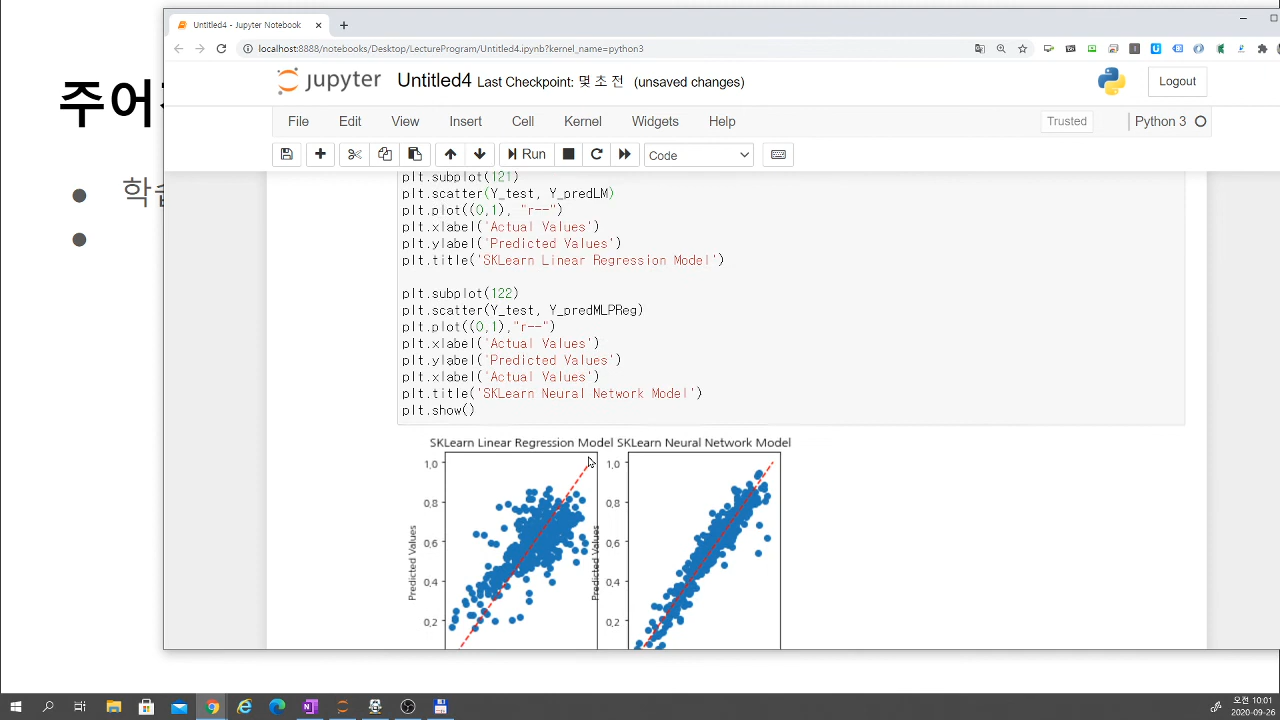 Untitled4 - Jupyter Notebook
localhost:8888/notebooks/Desktop/LectureProgram/Untitled4.ipynb?kernel_name=python3
jupyter Untitled4 Last Checkpoint: 몇 초 전 (unsaved changes)
Logout
File Edit View Insert Cell Kernel Widgets Help
Trusted
Python 3
Run
Code
주어
학습
plt.subplot(121)
plt.scatter(Y_test, Y_predLM)
plt.plot((0,1), "r--")
plt.xlabel('Actual Values')
plt.ylabel('Predicted Values')
plt.title('SKLearn Linear Regression Model')
plt.subplot(122)
plt.scatter(Y_test, Y_predMLPReg)
plt.plot((0,1),"r--")
plt.xlabel('Actual Values')
plt.ylabel('Predicted Values')
plt.xlabel('Actual Values')
plt.title('SKLearn Neural Network Model')
plt.show()
SKLearn Linear Regression Model SKLearn Neural Network Model
1,0
0,8
0,6
0,4
0,2
Predicted Values
1,0
0,8
0,6
0,4
0,2
Predicted Values
오전 10:01
2020-09-26